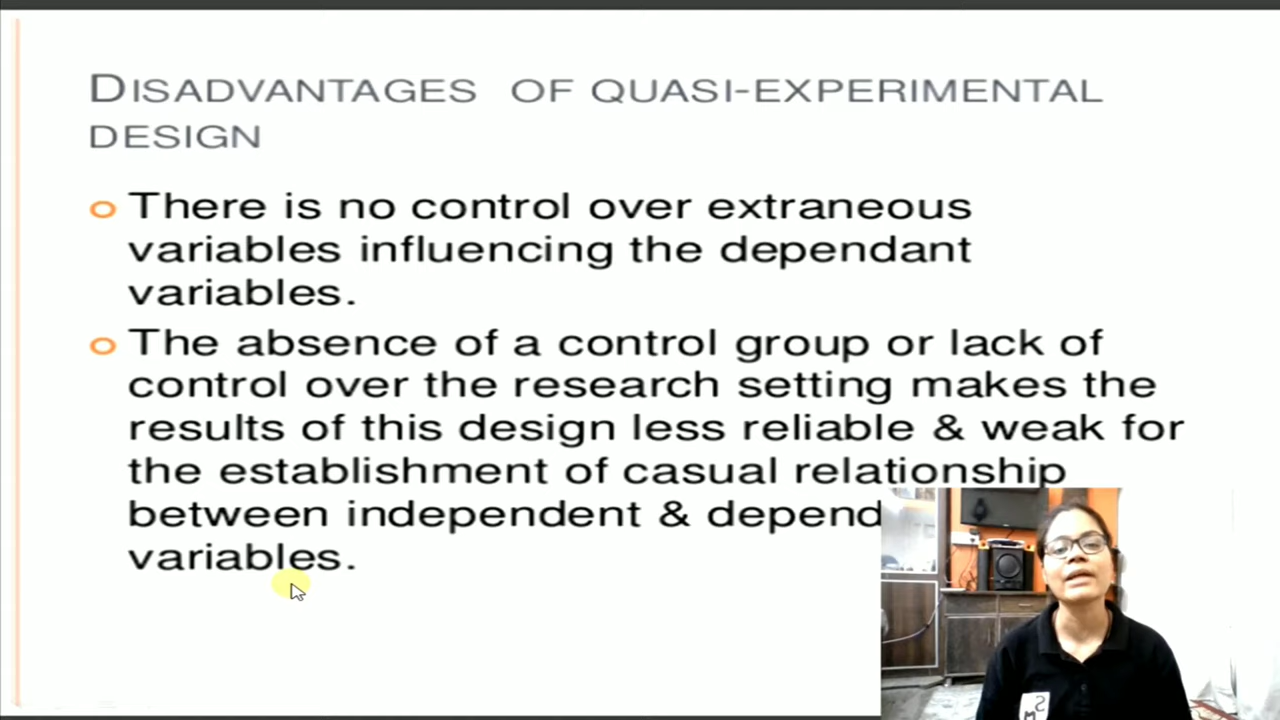 DISADVANTAGES OF QUASI-EXPERIMENTAL
DESIGN
There is no control over extraneous
variables influencing the dependant
variables.
The absence of a control group or lack of
control over the research setting makes the
results of this design less reliable & weak for
the establishment of casual relationship
between independent & depend
variables.